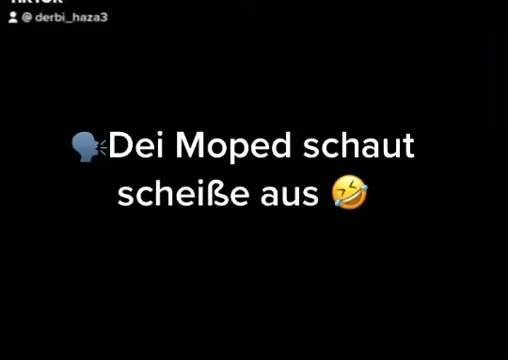 TikTok
@derbi_haza3
🗣️Dei Moped schaut
scheiße aus 🤣